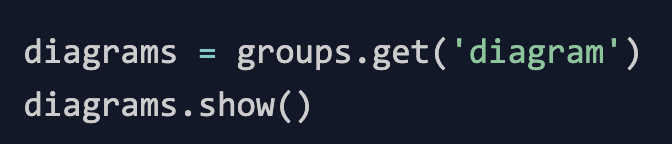 diagrams = groups.get('diagram')
diagrams.show()